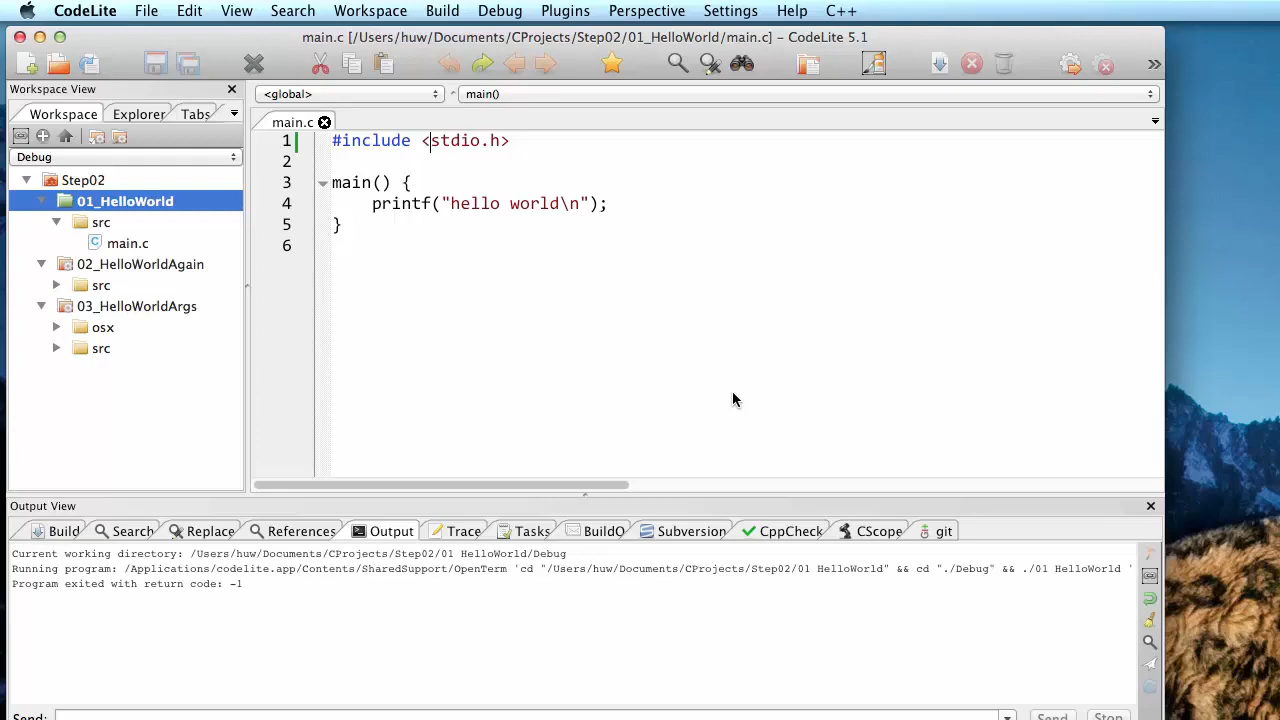 CodeLite File Edit View Search Workspace Build Debug Plugins Perspective Settings Help C++
main.c [/Users/huw/Documents/CProjects/Step02/01_HelloWorld/main.c] – CodeLite 5.1
Workspace View
<global> main()
Workspace Explorer Tabs
main.c
Debug
Step02
01_HelloWorld
src
main.c
02_HelloWorldAgain
src
03_HelloWorldArgs
osx
src
1 #include <stdio.h>
2
3 main() {
4 printf("hello world\n");
5 }
6
Output View
Build Search Replace References Output Trace Tasks BuildQ Subversion CppCheck CScope git
Current working directory: /Users/huw/Documents/CProjects/Step02/01 HelloWorld/Debug
Running program: /Applications/codelite.app/Contents/SharedSupport/OpenTerm 'cd "/Users/huw/Documents/CProjects/Step02/01 HelloWorld" && cd "./Debug" && ./01 HelloWorld '
Program exited with return code: -1
Send: Send Stop